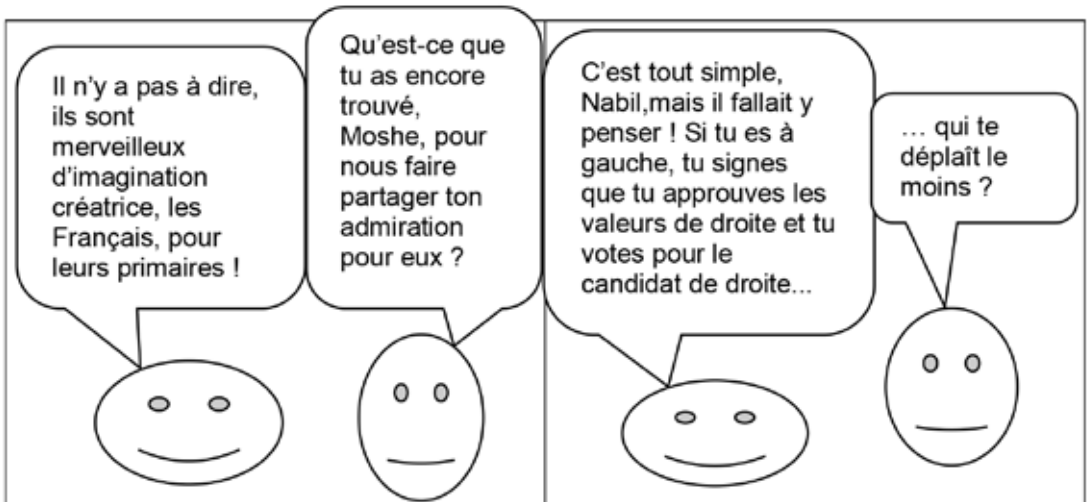 Il n'y a pas à dire,
ils sont
merveilleux
d'imagination
créatrice, les
Français, pour
leurs primaires !
Qu'est-ce que
tu as encore
trouvé,
Moshe, pour
nous faire
partager ton
admiration
pour eux ?
C'est tout simple,
Nabil,mais il fallait y
penser ! Si tu es à
gauche, tu signes
que tu approuves les
valeurs de droite et tu
votes pour le
candidat de droite...
... qui te
déplaît le
moins ?